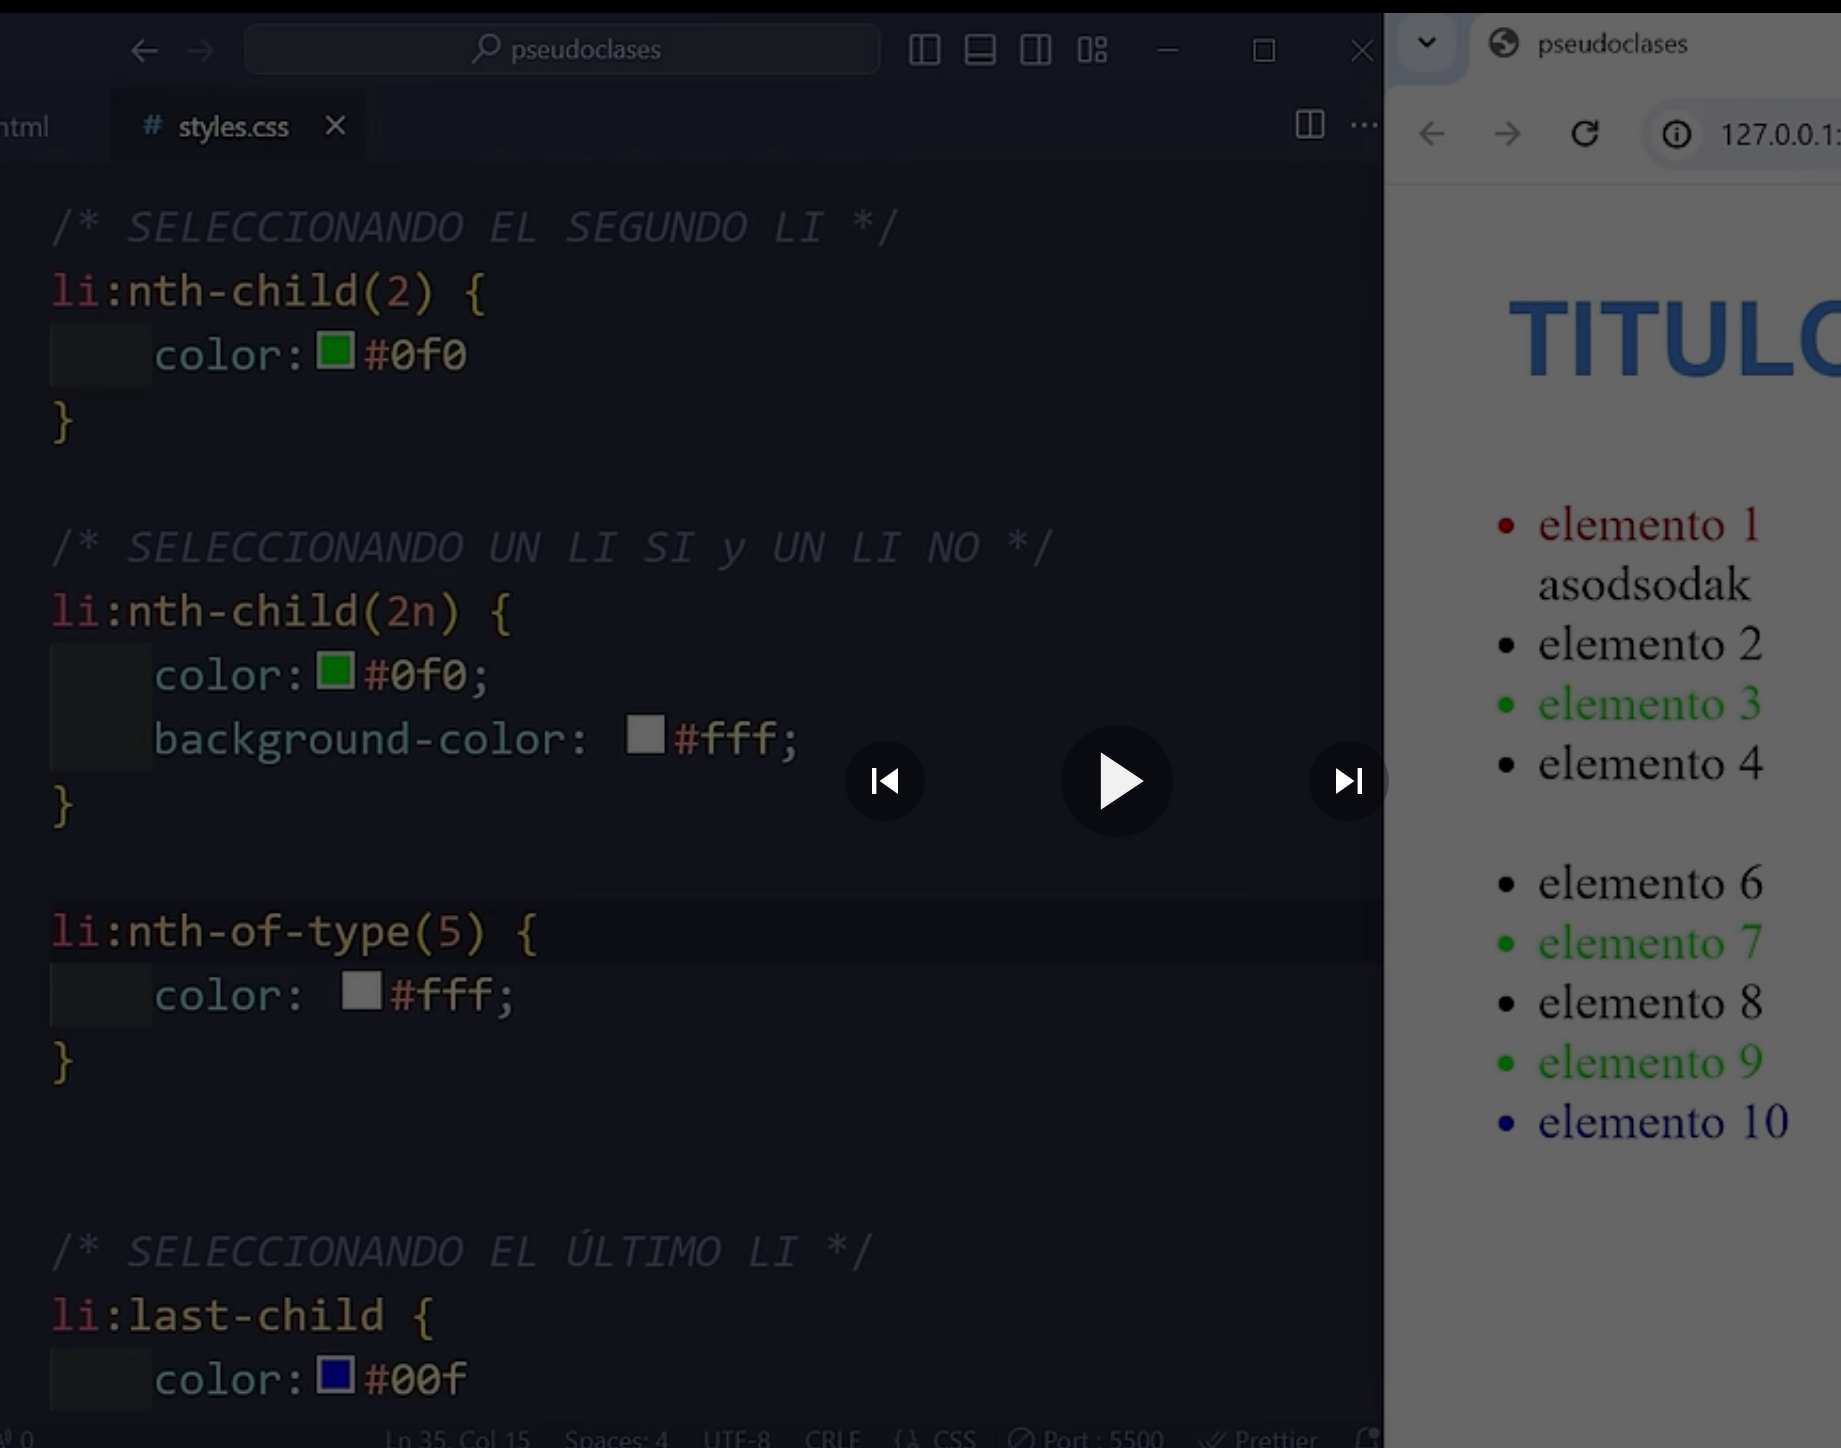 pseudoclases
html
# styles.css
/* SELECCIONANDO EL SEGUNDO LI */
li:nth-child(2) {
color: #0f0
}
/* SELECCIONANDO UN LI SI y UN LI NO */
li:nth-child(2n) {
color: #0f0;
background-color: #fff;
}
li:nth-of-type(5) {
color: #fff;
}
/* SELECCIONANDO EL ÚLTIMO LI */
li:last-child {
color: #00f
0 Ln 35, Col 15 Spaces: 4 UTF-8 CRLF {} CSS Port : 5500 Prettier
pseudoclases
127.0.0.1:
TITULO
elemento 1
asodsodak
elemento 2
elemento 3
elemento 4
elemento 6
elemento 7
elemento 8
elemento 9
elemento 10